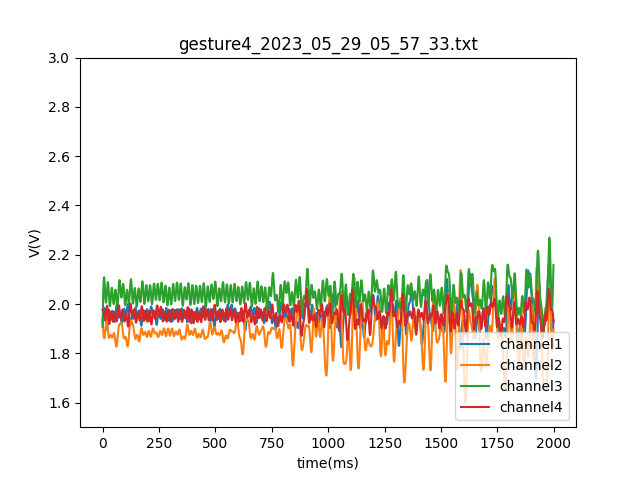 gesture4_2023_05_29_05_57_33.txt
3.0
2.8
2.6
2.4
2.2
2.0
1.8
1.6
V(V)
channel1
channel2
channel3
channel4
0 250 500 750 1000 1250 1500 1750 2000
time(ms)